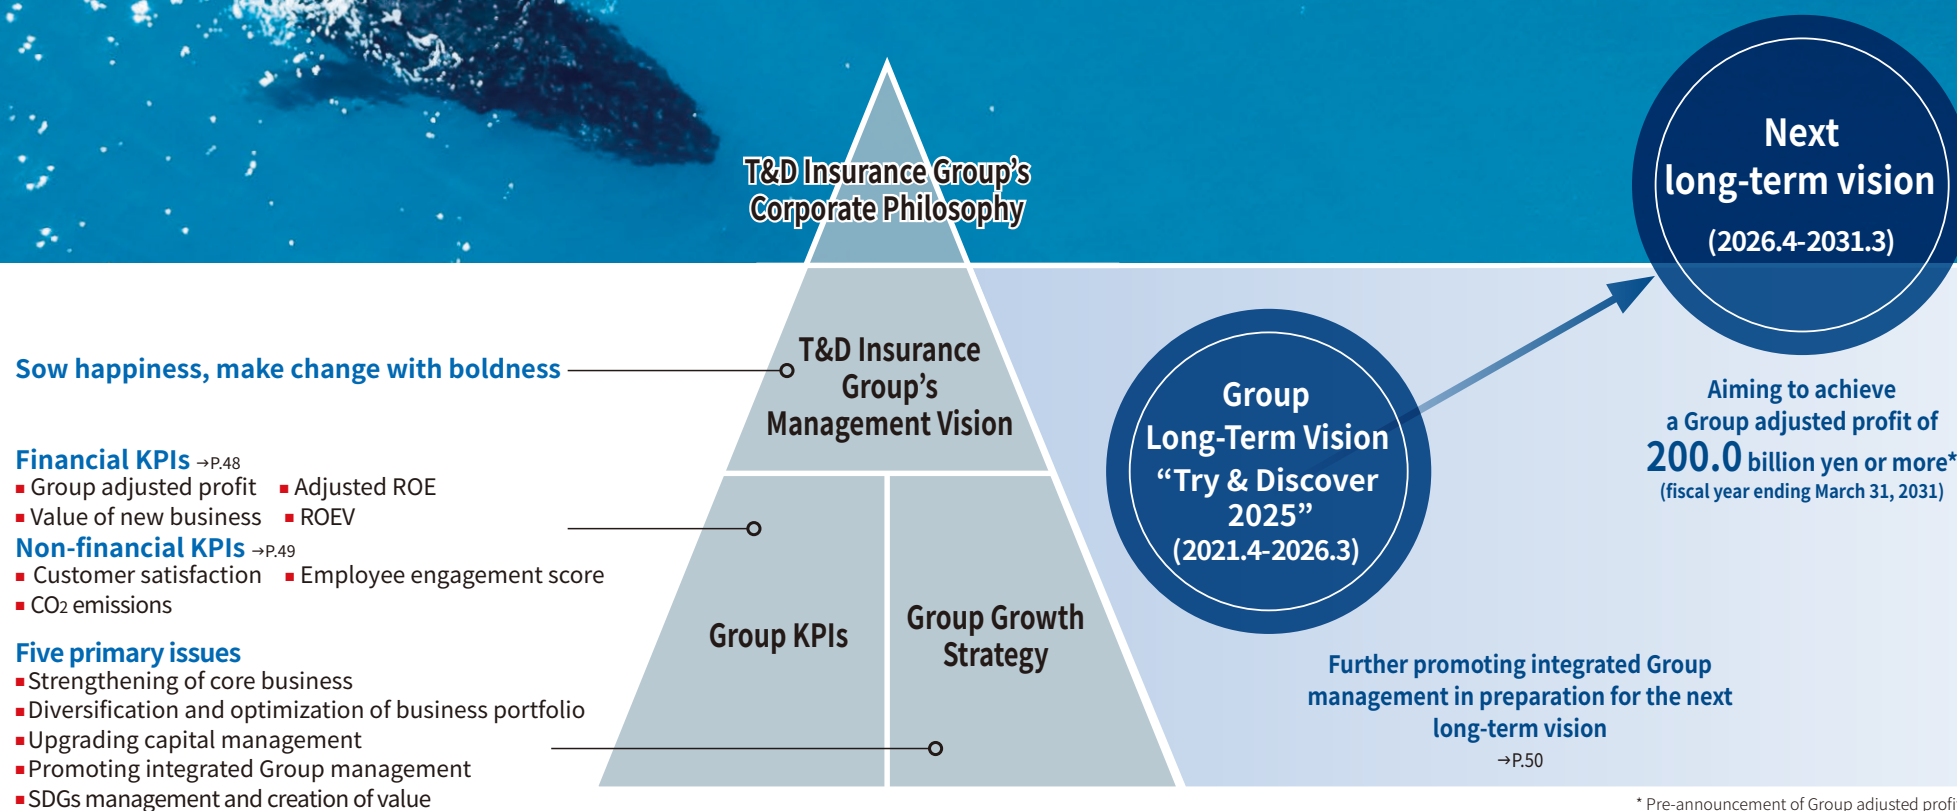 T&D Insurance Group’s
Corporate Philosophy
Sow happiness, make change with boldness
T&D Insurance
Group’s
Management Vision
Financial KPIs →P.48
■ Group adjusted profit ■ Adjusted ROE
■ Value of new business ■ ROEV
Non-financial KPIs →P.49
■ Customer satisfaction ■ Employee engagement score
■ CO2 emissions
Group KPIs
Five primary issues
■ Strengthening of core business
■ Diversification and optimization of business portfolio
■ Upgrading capital management
■ Promoting integrated Group management
■ SDGs management and creation of value
Group Growth
Strategy
Group
Long-Term Vision
“Try & Discover
2025”
(2021.4-2026.3)
Further promoting integrated Group
management in preparation for the next
long-term vision
→P.50
Next
long-term vision
(2026.4-2031.3)
Aiming to achieve
a Group adjusted profit of
200.0 billion yen or more*
(fiscal year ending March 31, 2031)
* Pre-announcement of Group adjusted